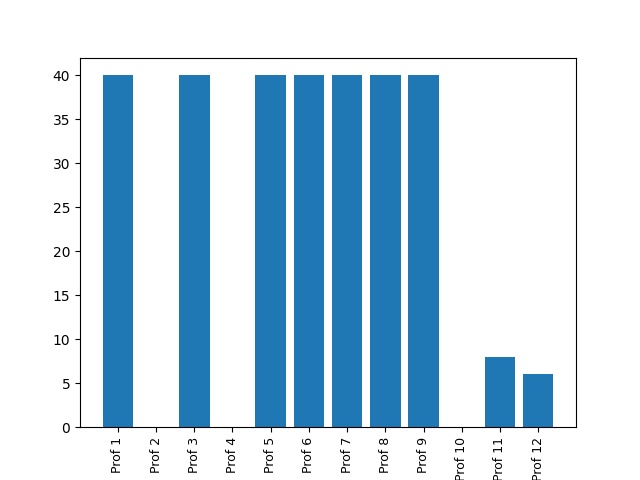 40
35
30
25
20
15
10
5
0
Prof 1
Prof 2
Prof 3
Prof 4
Prof 5
Prof 6
Prof 7
Prof 8
Prof 9
Prof 10
Prof 11
Prof 12